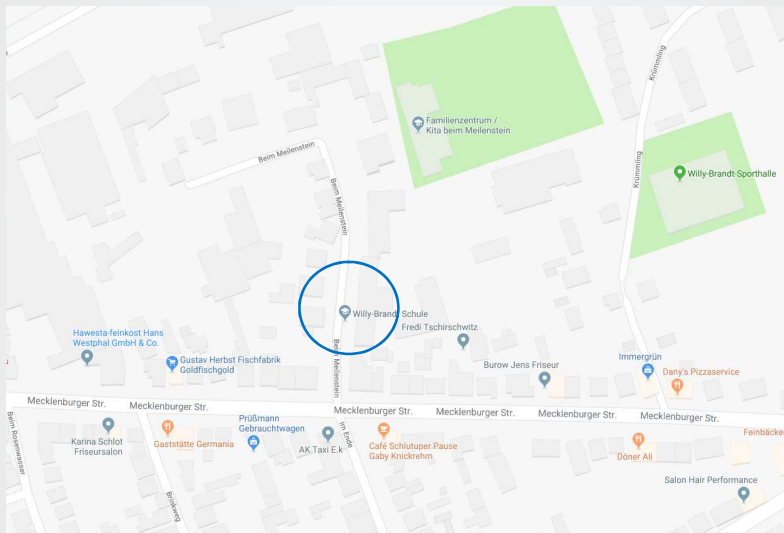 Familienzentrum /
Kita beim Meilenstein
Krümmling
Beim Meilenstein
Willy-Brandt-Sporthalle
Krümmling
Beim Meilenstein
Willy-Brandt-Schule
Fredi Tschirschwitz
Hawesta-feinkost Hans
Westphal GmbH & Co.
Gustav Herbst Fischfabrik
Goldfischgold
Beim Meilenstein
Burow Jens Friseur
Immergrün
Dany's Pizzaservice
Mecklenburger Str.
Mecklenburger Str.
Mecklenburger Str.
Mecklenburger Str.
Mecklenburger Str.
Mecklenburger Str.
Beim Rosenwasser
Karina Schlot
Friseursalon
Gaststätte Germania
Prüßmann
Gebrauchtwagen
AK Taxi E.k
Im Ende
Café Schlutuper Pause
Gaby Knickrehm
Döner Ali
Feinbäcke
Salon Hair Performance
Brinkweg